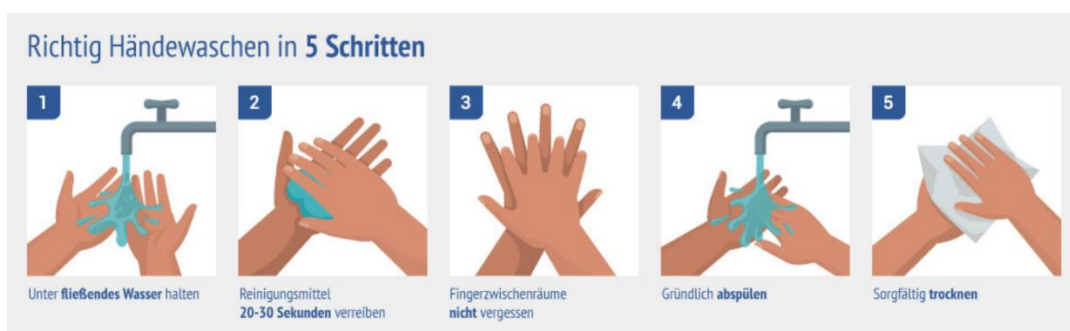 Richtig Händewaschen in 5 Schritten
1
2
3
4
5
Unter fließendes Wasser halten
Reinigungsmittel
20-30 Sekunden verreiben
Fingerzwischenräume
nicht vergessen
Gründlich abspülen
Sorgfältig trocknen